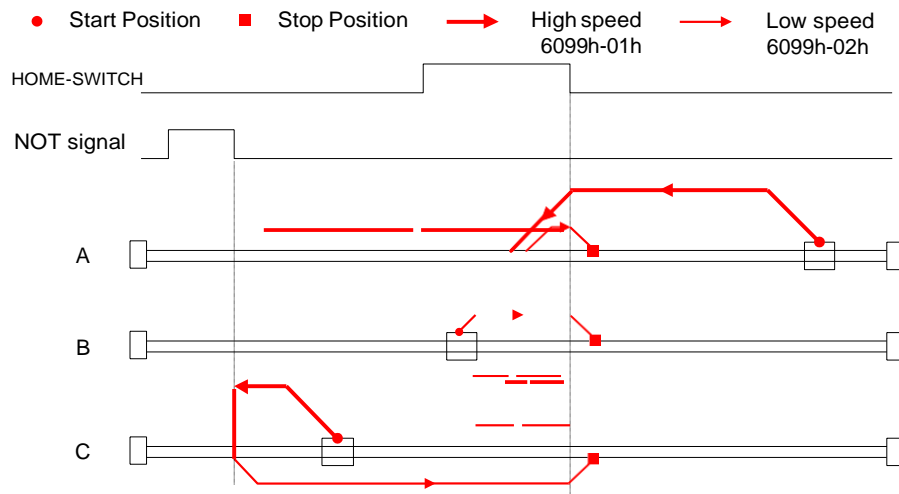 Start Position
Stop Position
High speed
6099h-01h
Low speed
6099h-02h
HOME-SWITCH
NOT signal
A
B
C